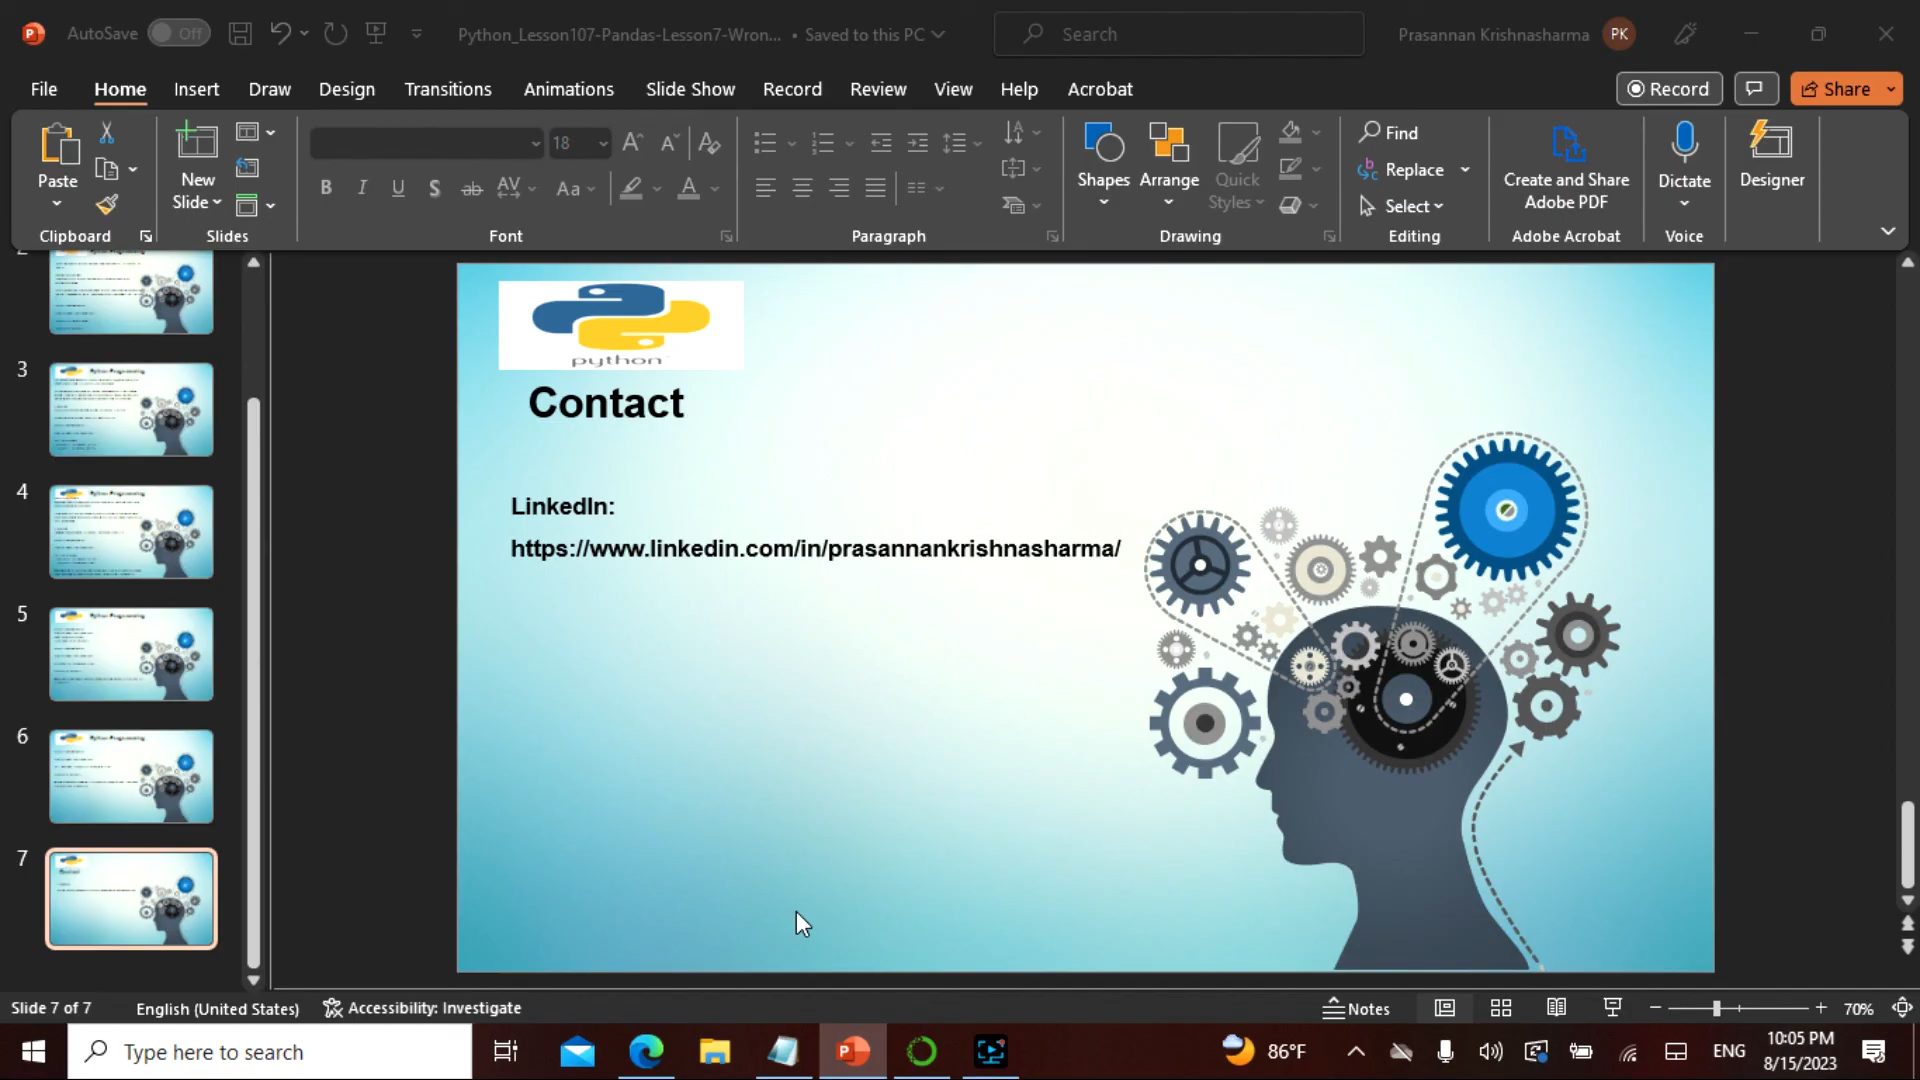 AutoSave Off Python_Lesson107-Pandas-Lesson7-Wron... • Saved to this PC Search Prasannan Krishnasharma PK
File Home Insert Draw Design Transitions Animations Slide Show Record Review View Help Acrobat Record Share
Paste
New
Slide
18
Shapes
Arrange
Quick
Styles
Find
Replace
Select
Create and Share
Adobe PDF
Dictate
Designer
Clipboard Slides Font Paragraph Drawing Editing Adobe Acrobat Voice
3
4
5
6
7
python
Contact
LinkedIn:
https://www.linkedin.com/in/prasannankrishnasharma/
Slide 7 of 7 English (United States) Accessibility: Investigate Notes 70%
Type here to search 86°F ENG
10:05 PM
8/15/2023